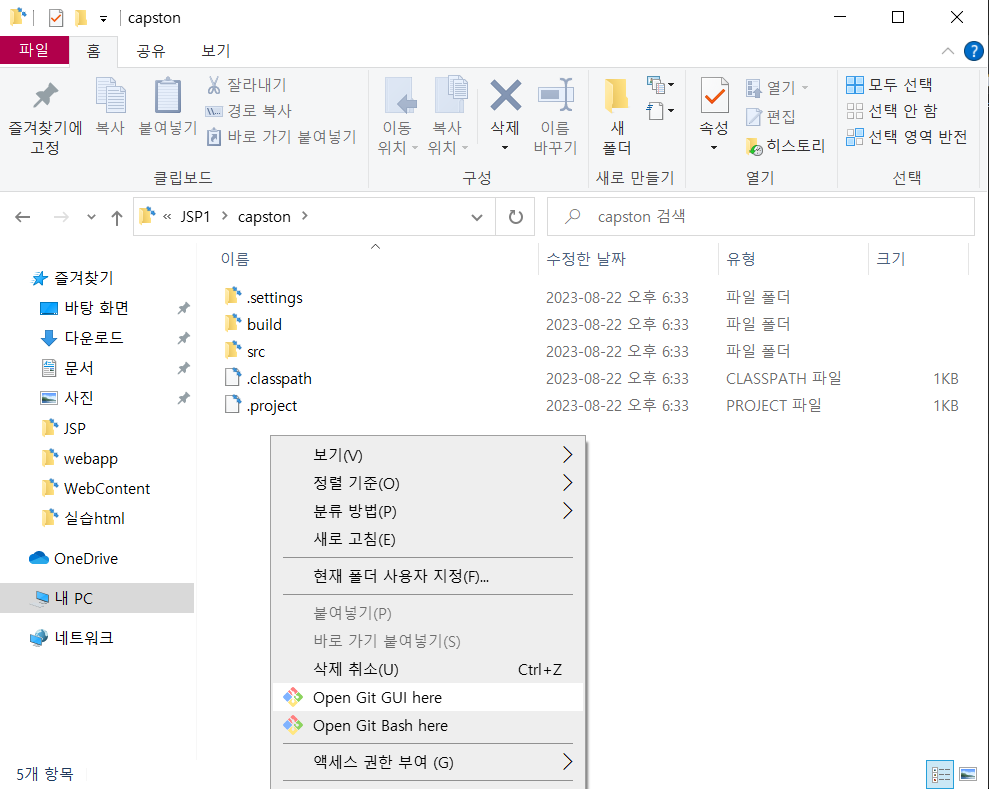 capston
파일 홈 공유 보기
즐겨찾기에 고정
복사
붙여넣기
잘라내기
경로 복사
바로 가기 붙여넣기
클립보드
이동 위치
복사 위치
삭제
이름 바꾸기
구성
새 폴더
새로 만들기
속성
열기
편집
히스토리
열기
모두 선택
선택 안 함
선택 영역 반전
선택
« JSP1 > capston >
capston 검색
이름 수정한 날짜 유형 크기
.settings 2023-08-22 오후 6:33 파일 폴더
build 2023-08-22 오후 6:33 파일 폴더
src 2023-08-22 오후 6:33 파일 폴더
.classpath 2023-08-22 오후 6:33 CLASSPATH 파일 1KB
.project 2023-08-22 오후 6:33 PROJECT 파일 1KB
즐겨찾기
바탕 화면
다운로드
문서
사진
JSP
webapp
WebContent
실습html
OneDrive
내 PC
네트워크
보기(V)
정렬 기준(O)
분류 방법(P)
새로 고침(E)
현재 폴더 사용자 지정(F)...
붙여넣기(P)
바로 가기 붙여넣기(S)
삭제 취소(U) Ctrl+Z
Open Git GUI here
Open Git Bash here
액세스 권한 부여 (G)
5개 항목